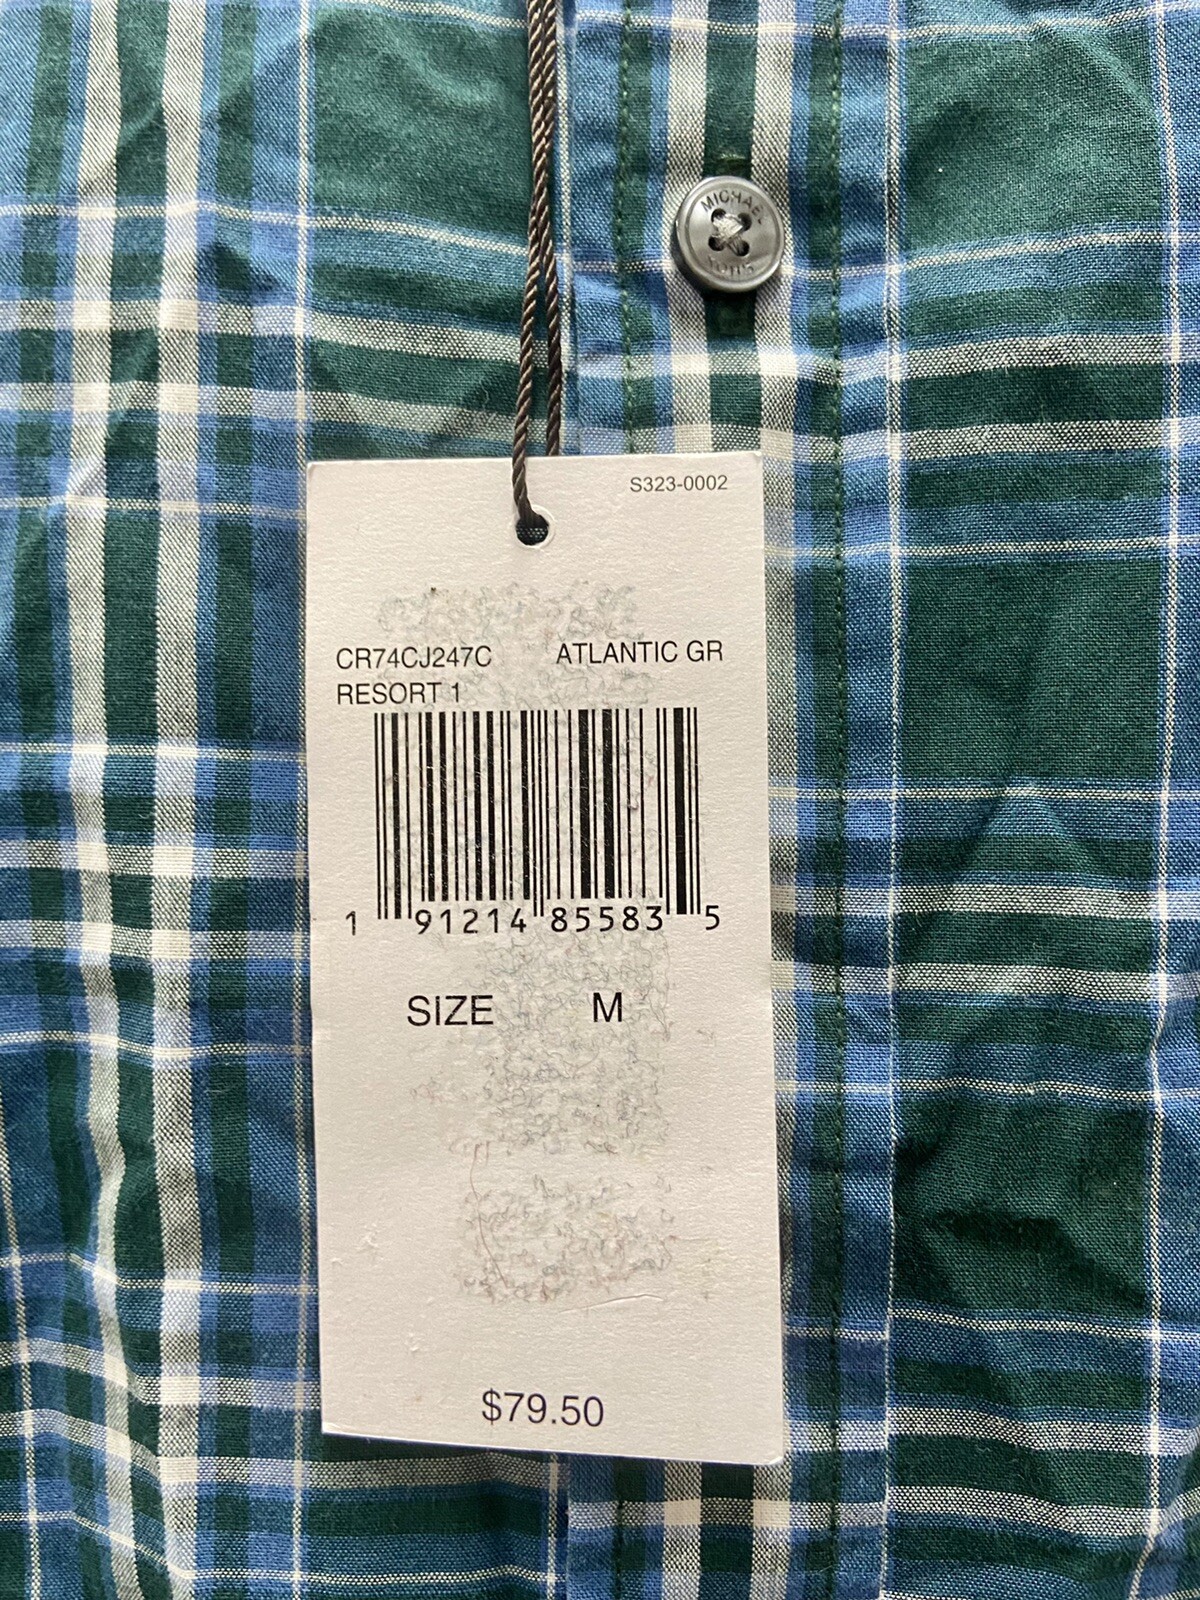 MICHAEL
KORS
S323-0002
CR74CJ247C ATLANTIC GR
RESORT 1
1 91214 85583 5
SIZE M
$79.50